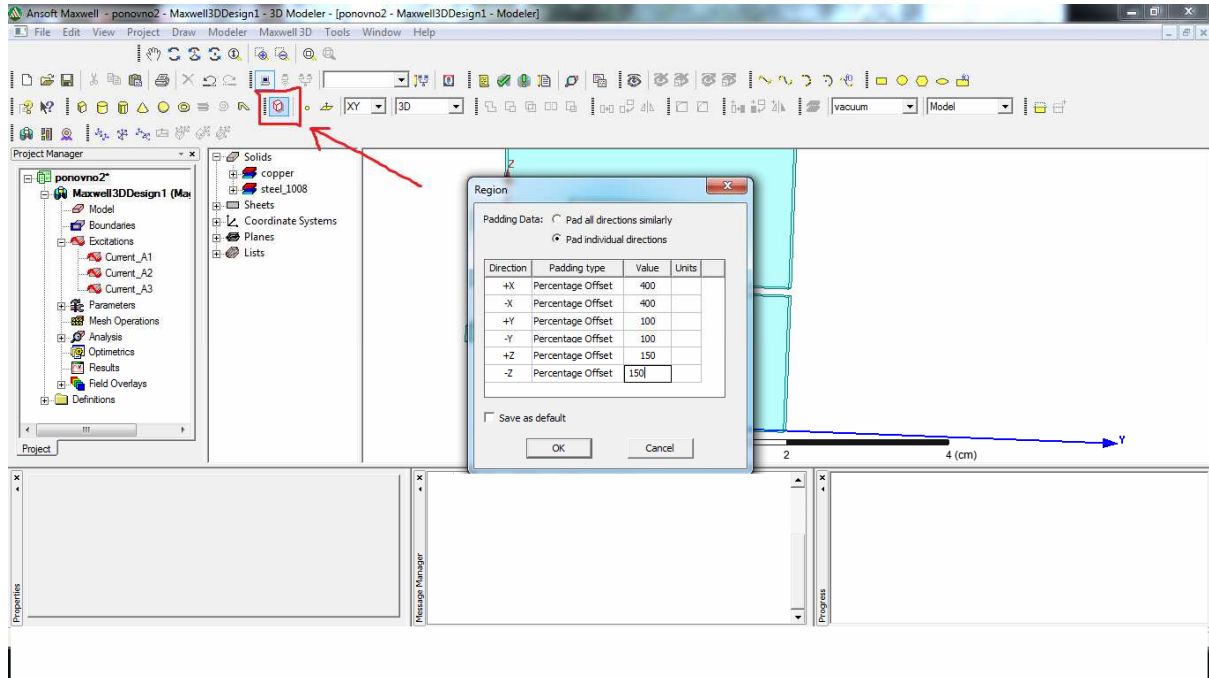 Ansoft Maxwell - ponovno2 - Maxwell3DDesign1 - 3D Modeler - [ponovno2 - Maxwell3DDesign1 - Modeler]
File Edit View Project Draw Modeler Maxwell 3D Tools Window Help
XY 3D vacuum Model
Project Manager
ponovno2*
Maxwell3DDesign1 (Ma
Model
Boundaries
Excitations
Current_A1
Current_A2
Current_A3
Parameters
Mesh Operations
Analysis
Optimetrics
Results
Field Overlays
Definitions
Project
Solids
copper
steel_1008
Sheets
Coordinate Systems
Planes
Lists
Z
Region
Padding Data: Pad all directions similarly
Pad individual directions
Direction Padding type Value Units
+X Percentage Offset 400
-X Percentage Offset 400
+Y Percentage Offset 100
-Y Percentage Offset 100
+Z Percentage Offset 150
-Z Percentage Offset 150
Save as default
OK Cancel
Y
2 4 (cm)
Properties
Message Manager
Progress